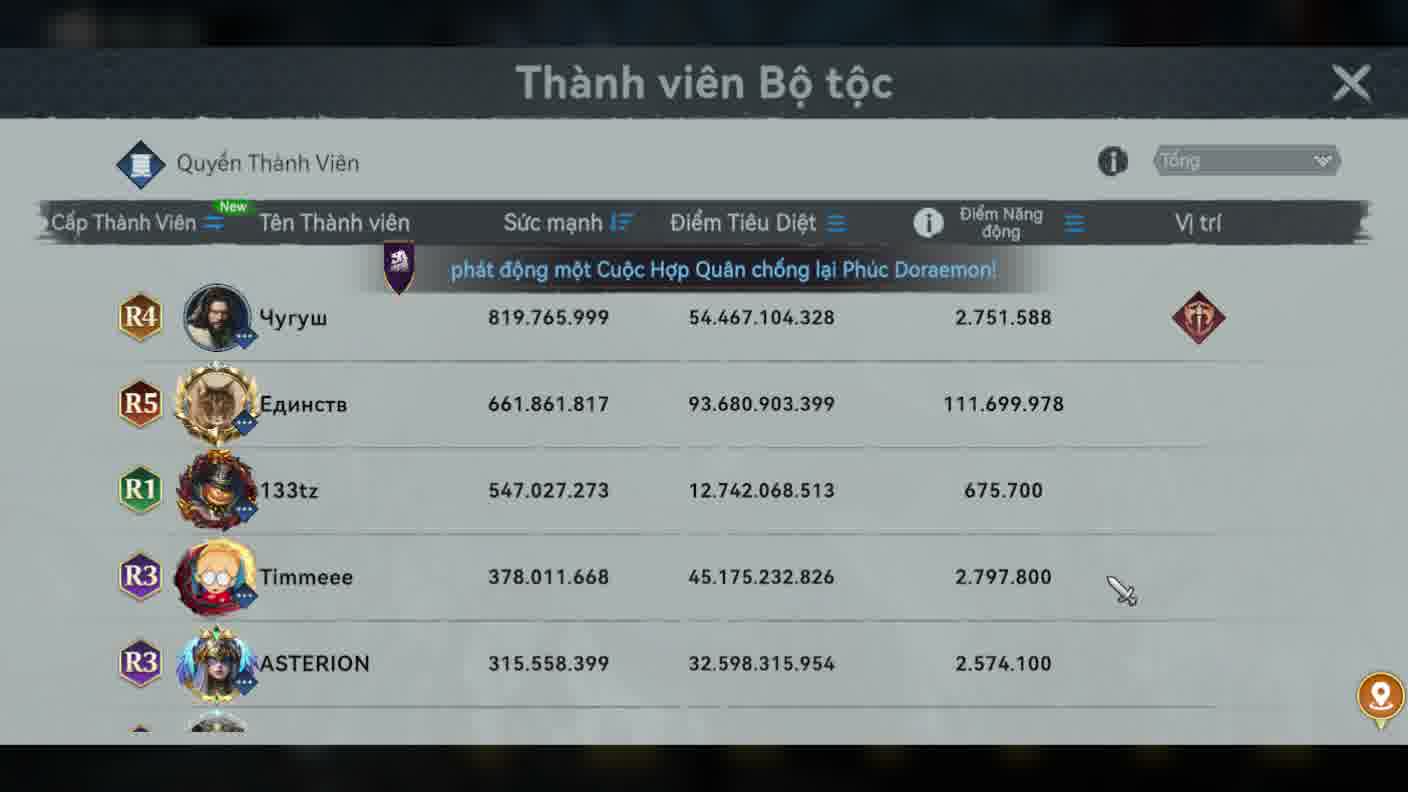 Thành viên Bộ tộc
Quyền Thành Viên
Tổng
New
Cấp Thành Viên Tên Thành viên Sức mạnh Điểm Tiêu Diệt Điểm Năng động Vị trí
phát động một Cuộc Hợp Quân chống lại Phúc Doraemon!
R4 Чугуш 819.765.999 54.467.104.328 2.751.588
R5 Единств 661.861.817 93.680.903.399 111.699.978
R1 133tz 547.027.273 12.742.068.513 675.700
R3 Timmeee 378.011.668 45.175.232.826 2.797.800
R3 ASTERION 315.558.399 32.598.315.954 2.574.100